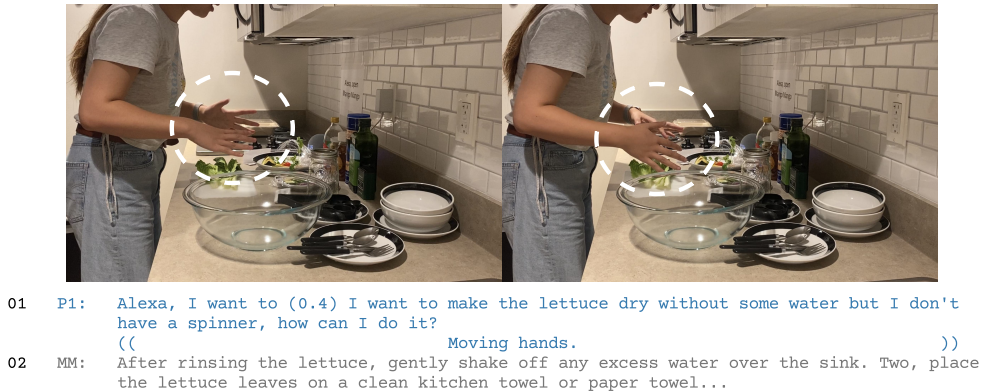 01 P1: Alexa, I want to (0.4) I want to make the lettuce dry without some water but I don't
have a spinner, how can I do it?
(( Moving hands. ))
02 MM: After rinsing the lettuce, gently shake off any excess water over the sink. Two, place
the lettuce leaves on a clean kitchen towel or paper towel...